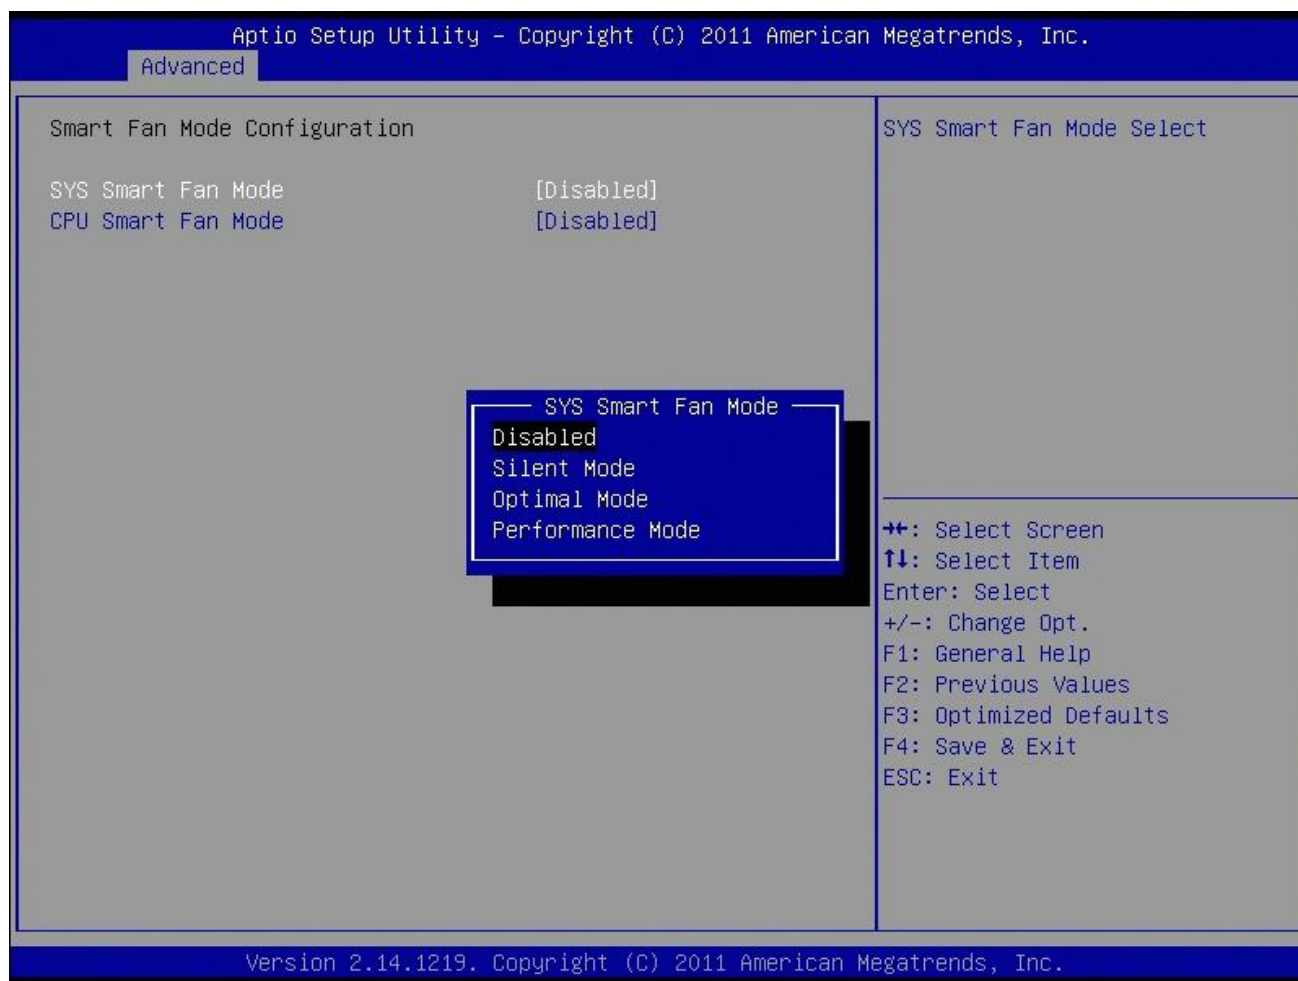 Aptio Setup Utility – Copyright (C) 2011 American Megatrends, Inc.
Advanced
Smart Fan Mode Configuration
SYS Smart Fan Mode [Disabled]
CPU Smart Fan Mode [Disabled]
SYS Smart Fan Mode
Disabled
Silent Mode
Optimal Mode
Performance Mode
SYS Smart Fan Mode Select
→←: Select Screen
↑↓: Select Item
Enter: Select
+/-: Change Opt.
F1: General Help
F2: Previous Values
F3: Optimized Defaults
F4: Save & Exit
ESC: Exit
Version 2.14.1219. Copyright (C) 2011 American Megatrends, Inc.